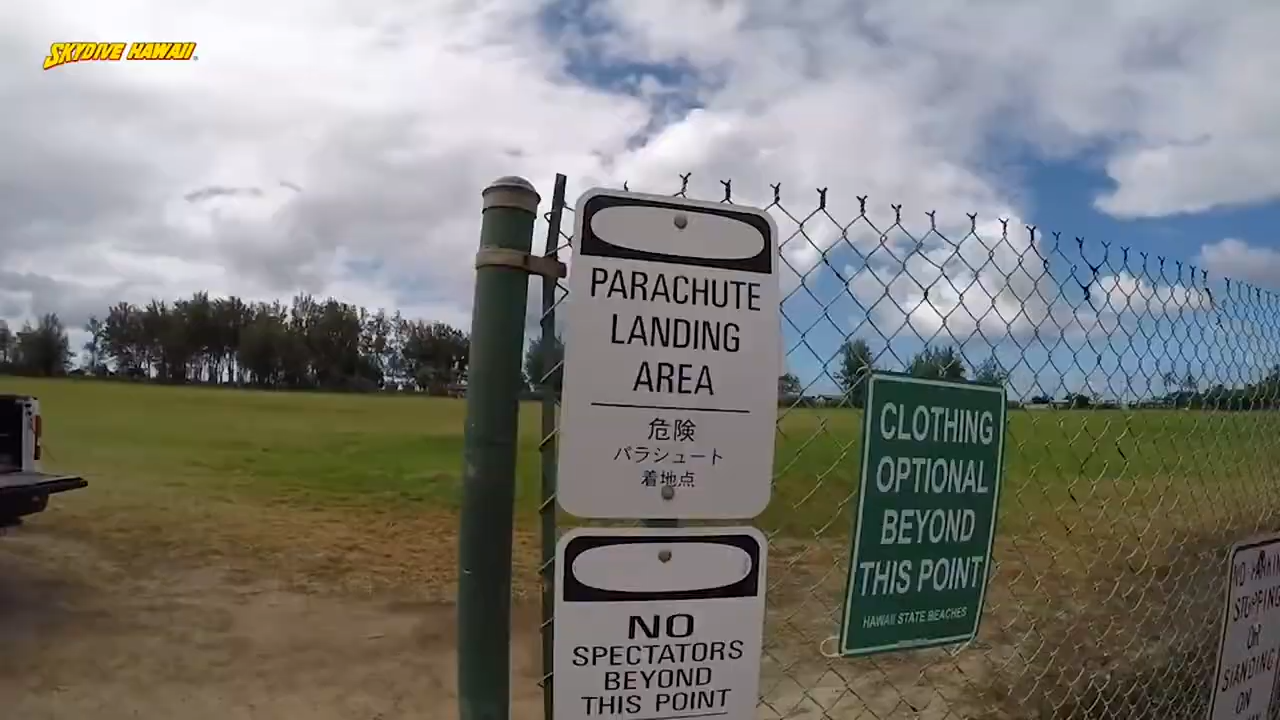 SKYDIVE HAWAII
PARACHUTE
LANDING
AREA
危険
パラシュート
着地点
NO
SPECTATORS
BEYOND
THIS POINT
CLOTHING
OPTIONAL
BEYOND
THIS POINT
HAWAII STATE BEACHES
NO
STOPPING
OR
STANDING
ON